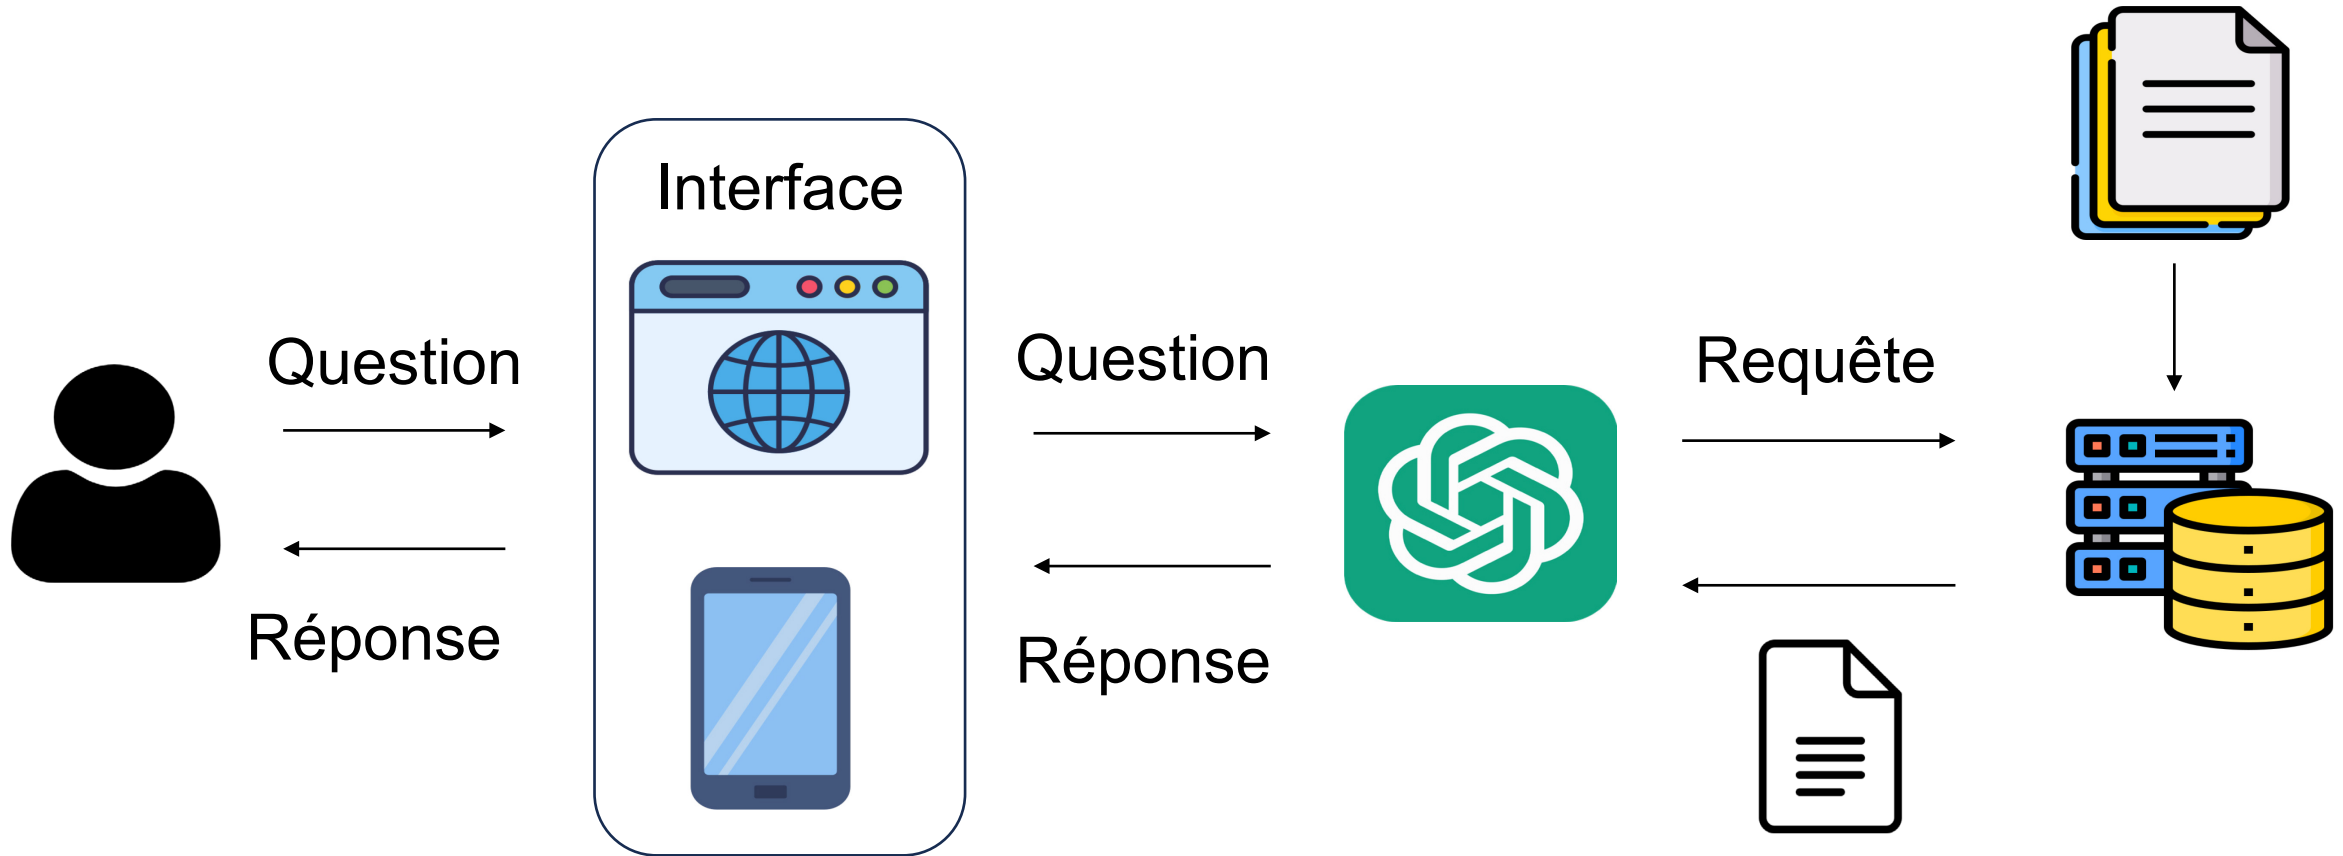 Interface
Question
Réponse
Question
Réponse
Requête